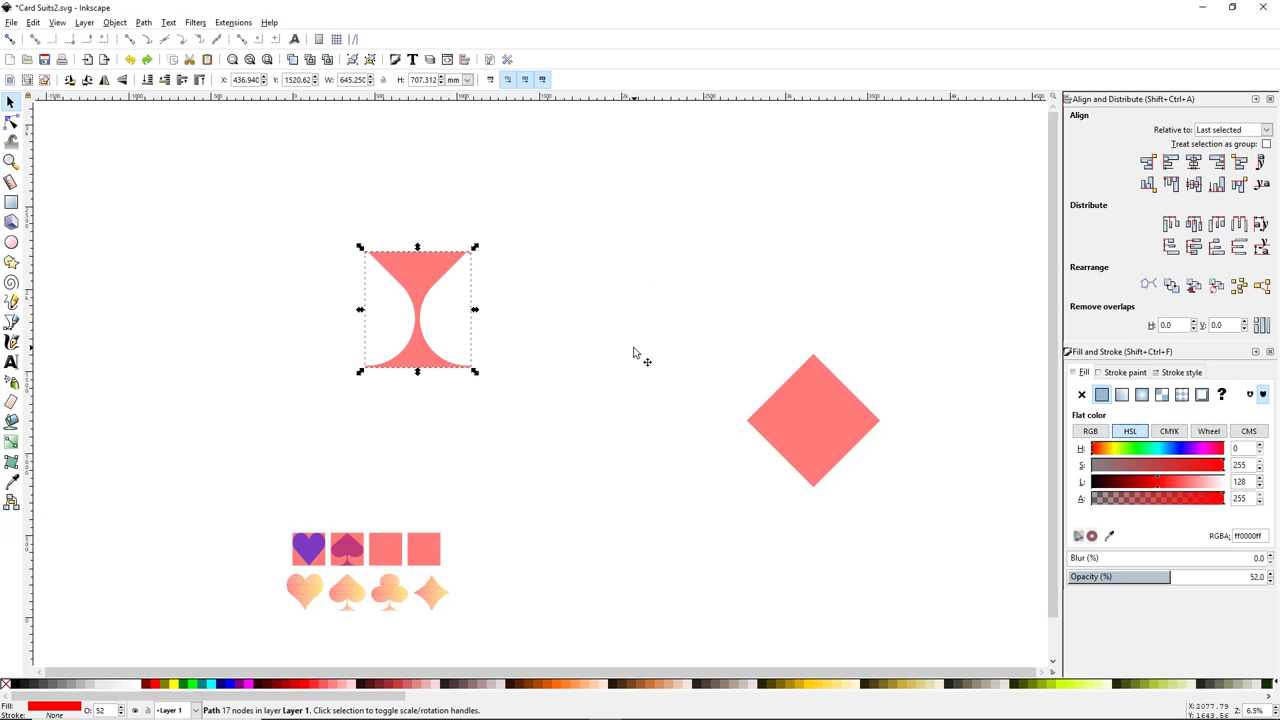 *Card Suits2.svg - Inkscape
File Edit View Layer Object Path Text Filters Extensions Help
X: 436.940 Y: 1520.62 W: 645.250 H: 707.312 mm
Align and Distribute (Shift+Ctrl+A)
Align
Relative to: Last selected
Treat selection as group:
Distribute
Rearrange
Remove overlaps
H: 0.0 V: 0.0
Fill and Stroke (Shift+Ctrl+F)
Fill Stroke paint Stroke style
Flat color
RGB HSL CMYK Wheel CMS
H: 0
S: 255
L: 128
A: 255
RGBA: ff0000ff
Blur (%) 0.0
Opacity (%) 52.0
Fill: O: 52 Layer 1 Path 17 nodes in layer Layer 1. Click selection to toggle scale/rotation handles. X: 2077.79 Z: 6.5%
Stroke: None Y: 1643.56